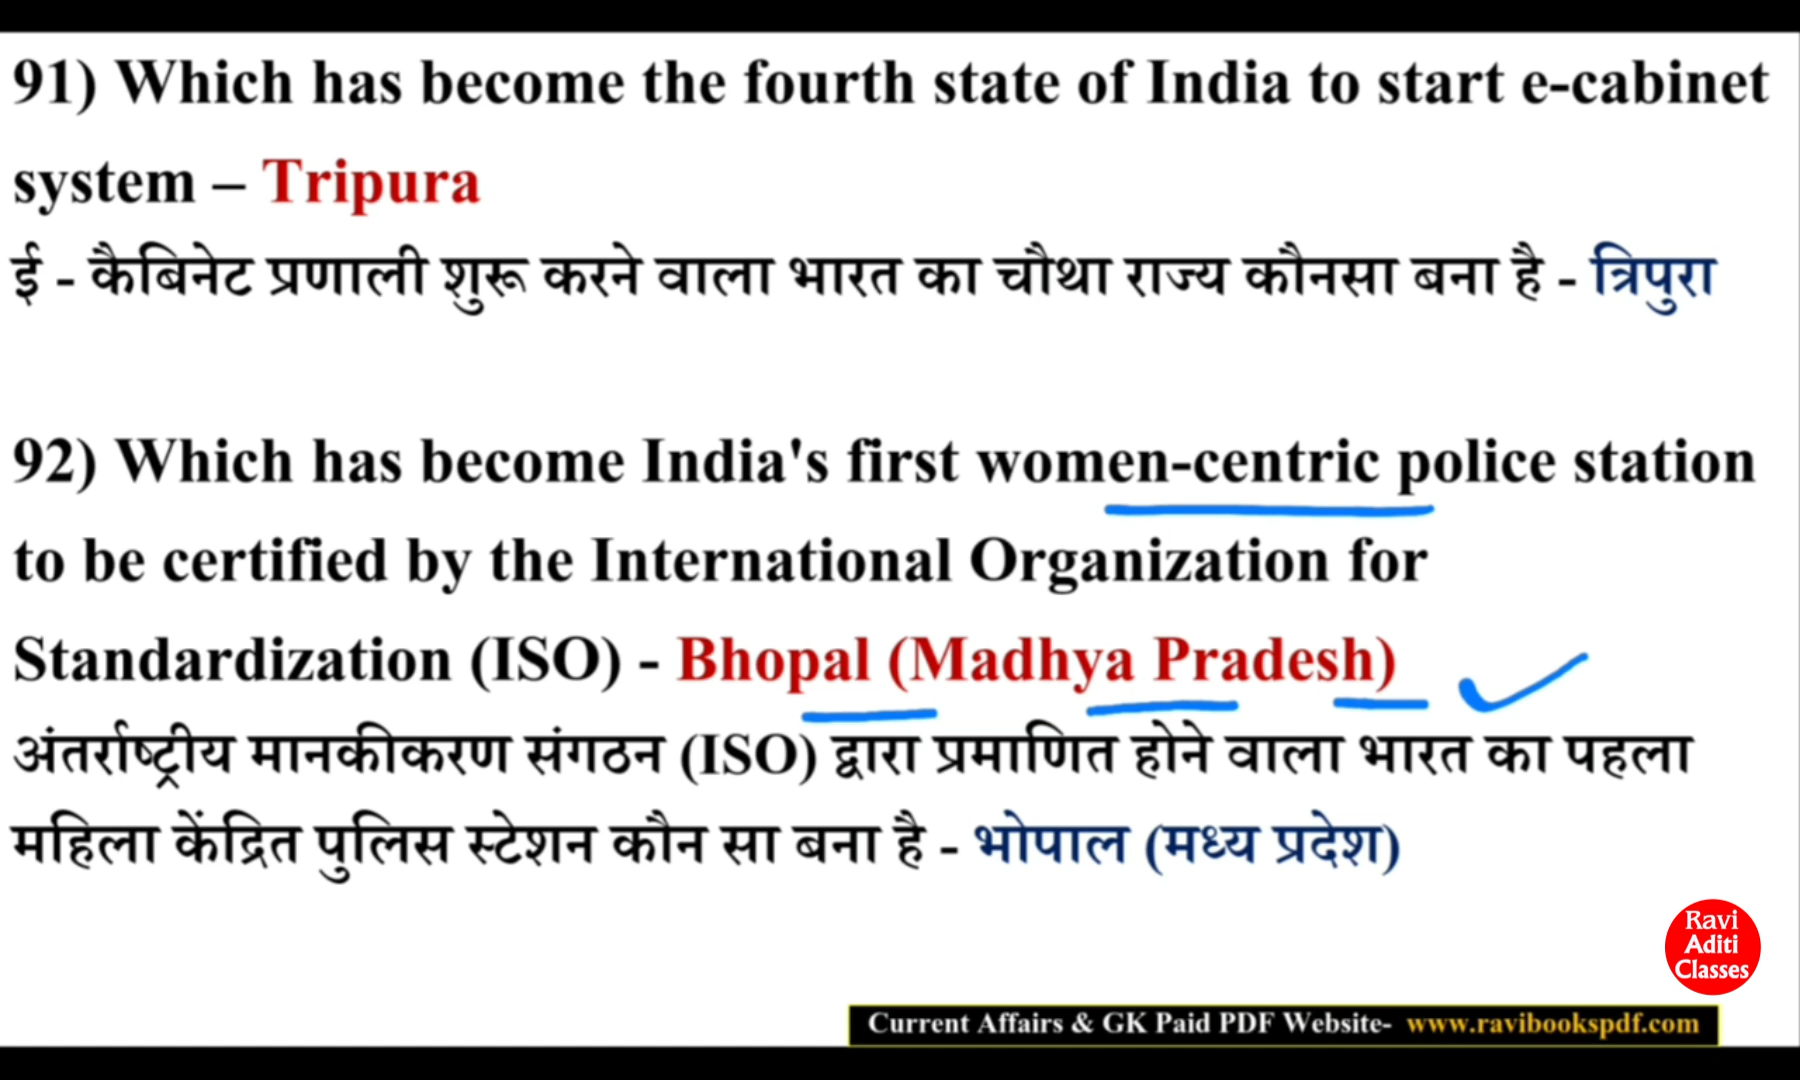 91) Which has become the fourth state of India to start e-cabinet
system – Tripura
ई - कैबिनेट प्रणाली शुरू करने वाला भारत का चौथा राज्य कौनसा बना है - त्रिपुरा
92) Which has become India's first women-centric police station
to be certified by the International Organization for
Standardization (ISO) - Bhopal (Madhya Pradesh)
अंतर्राष्ट्रीय मानकीकरण संगठन (ISO) द्वारा प्रमाणित होने वाला भारत का पहला
महिला केंद्रित पुलिस स्टेशन कौन सा बना है - भोपाल (मध्य प्रदेश)
Ravi
Aditi
Classes
Current Affairs & GK Paid PDF Website- www.ravibookspdf.com